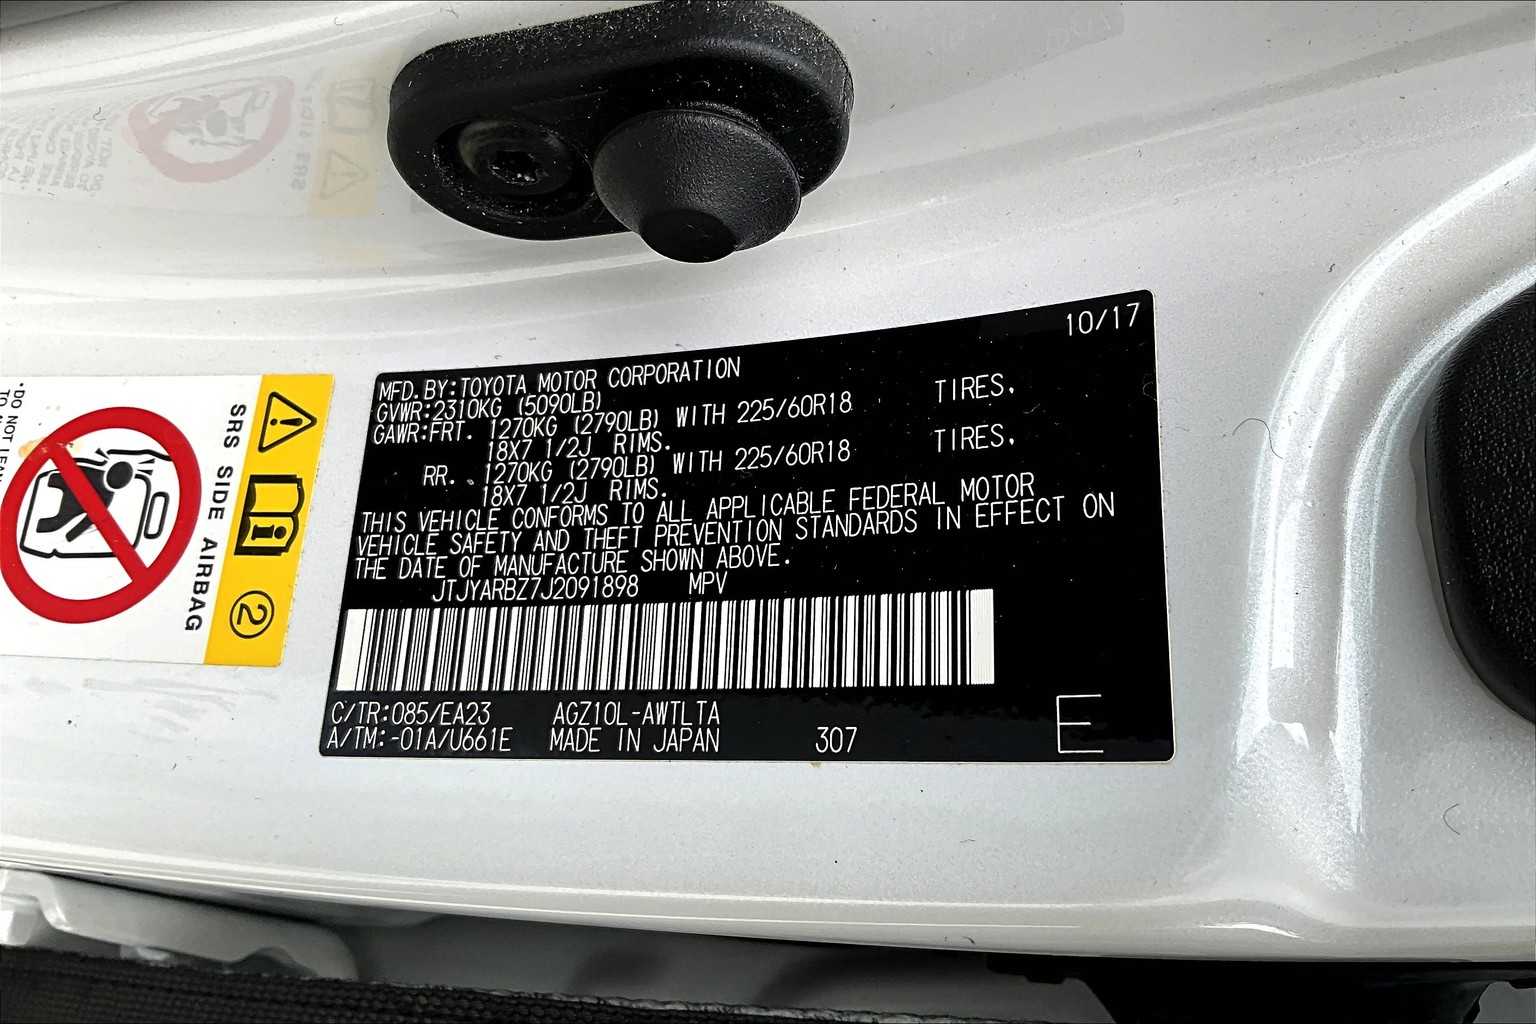 10/17
MFD.BY:TOYOTA MOTOR CORPORATION
GVWR:2310KG (5090LB)
GAWR:FRT. 1270KG (2790LB) WITH 225/60R18 TIRES,
18X7 1/2J RIMS.
RR. 1270KG (2790LB) WITH 225/60R18 TIRES,
18X7 1/2J RIMS.
THIS VEHICLE CONFORMS TO ALL APPLICABLE FEDERAL MOTOR
VEHICLE SAFETY AND THEFT PREVENTION STANDARDS IN EFFECT ON
THE DATE OF MANUFACTURE SHOWN ABOVE.
JTJYARBZ7J2091898 MPV
C/TR:085/EA23 AGZ10L-AWTLTA
A/TM:-01A/U661E MADE IN JAPAN 307 E
SRS SIDE AIRBAG
2
•DO NOT LEAN